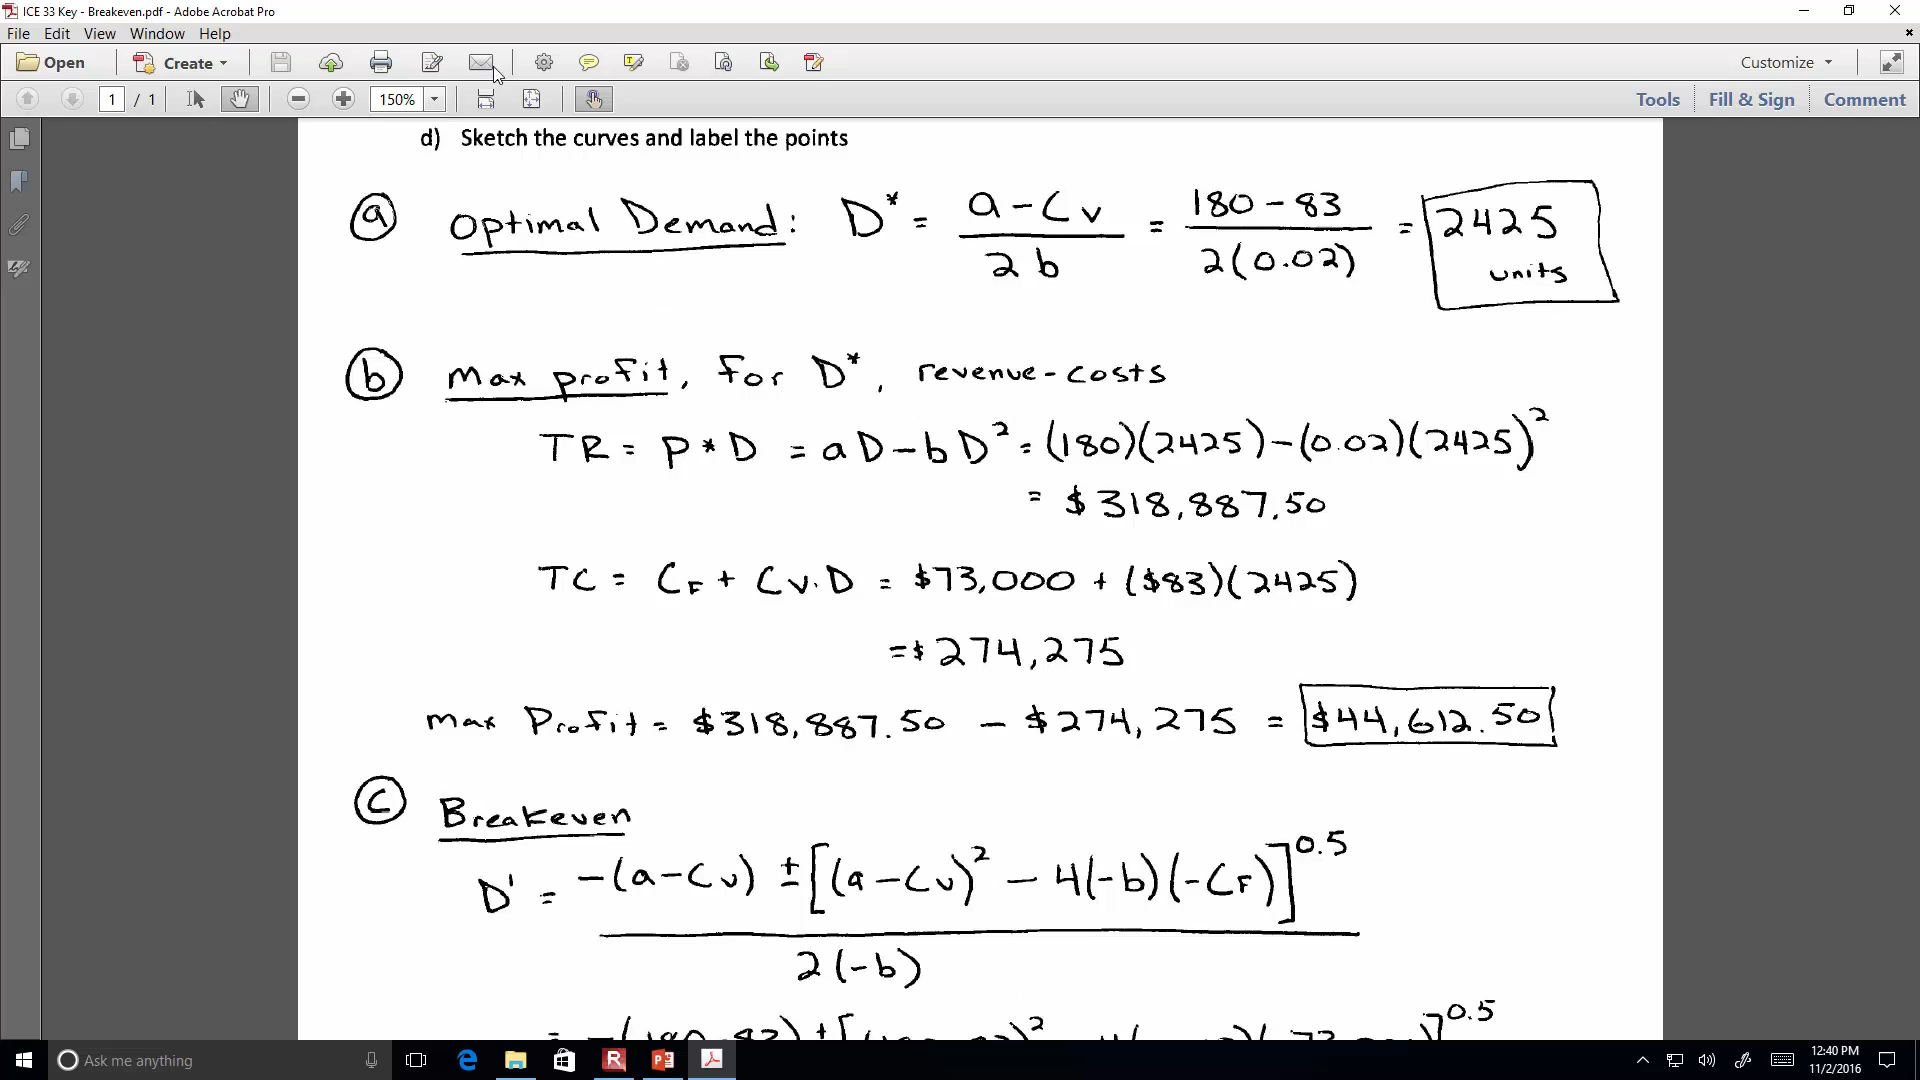 ICE 33 Key - Breakeven.pdf - Adobe Acrobat Pro
File Edit View Window Help
Open Create Customize
1 / 1 150% Tools Fill & Sign Comment
d) Sketch the curves and label the points
(a) Optimal Demand: D* = (a - Cv) / (2b) = (180 - 83) / (2(0.02)) = 2425 units
(b) Max profit, for D*, revenue - costs
TR = P * D = aD - bD² = (180)(2425) - (0.02)(2425)²
= $318,887.50
TC = CF + CV·D = $73,000 + ($83)(2425)
= $274,275
Max Profit = $318,887.50 - $274,275 = $44,612.50
(c) Breakeven
D' = (-(a - Cv) ± [(a - Cv)² - 4(-b)(-CF)]^0.5) / (2(-b))
0.5
Ask me anything
12:40 PM
11/2/2016